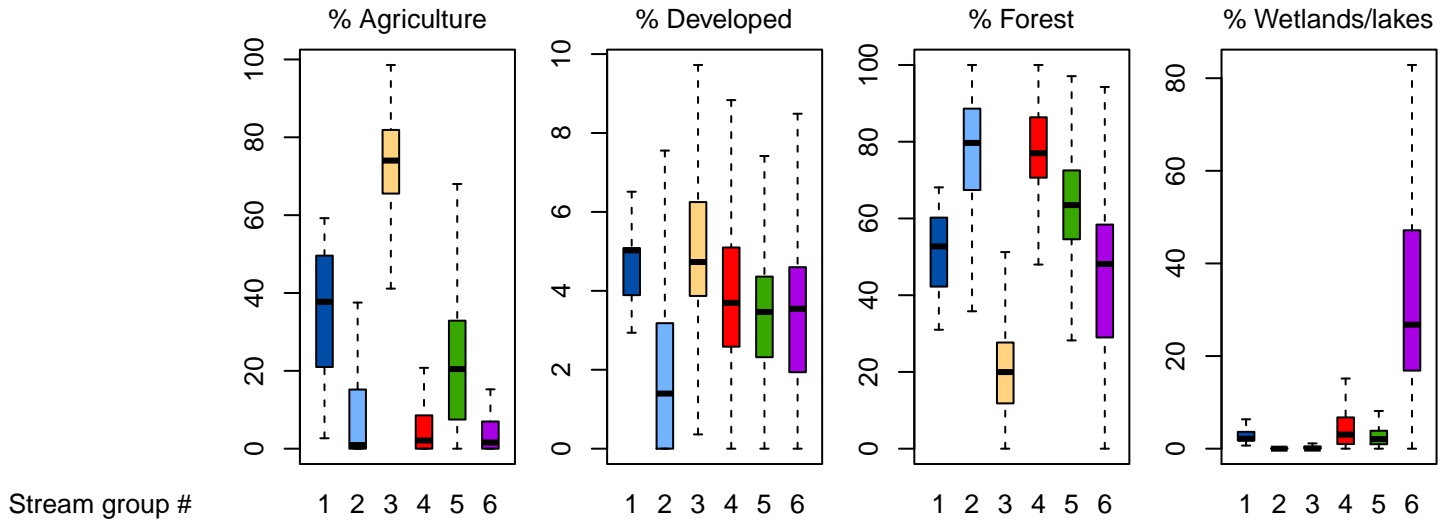 % Agriculture
% Developed
% Forest
% Wetlands/lakes
0 20 40 60 80 100
0 2 4 6 8 10
0 20 40 60 80 100
0 20 40 60 80
Stream group # 1 2 3 4 5 6 1 2 3 4 5 6 1 2 3 4 5 6 1 2 3 4 5 6